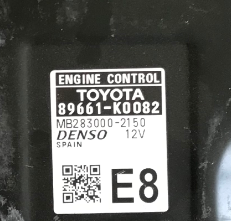 ENGINE CONTROL
TOYOTA
89661-K0082
MB283000-2150
DENSO 12V
SPAIN
E8